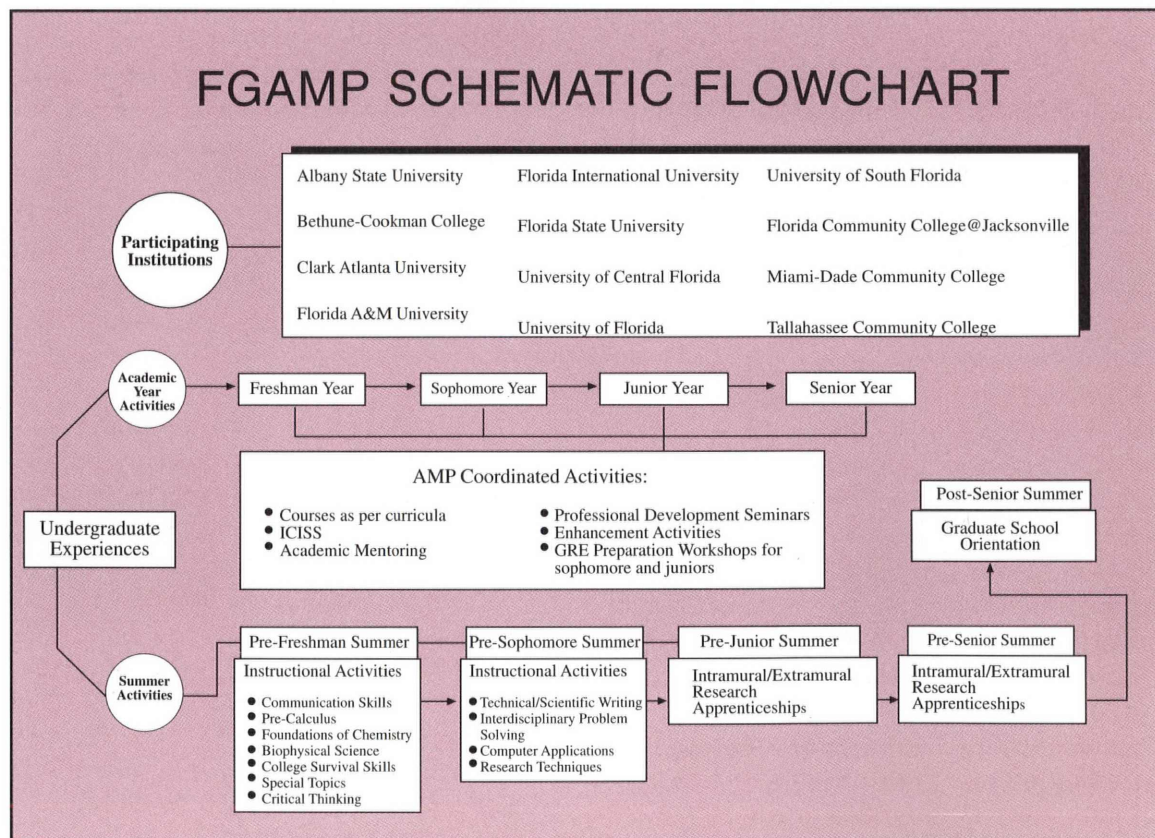 FGAMP SCHEMATIC FLOWCHART
Participating
Institutions
Albany State University
Bethune-Cookman College
Clark Atlanta University
Florida A&M University
Florida International University
Florida State University
University of Central Florida
University of Florida
University of South Florida
Florida Community College@Jacksonville
Miami-Dade Community College
Tallahassee Community College
Academic
Year
Activities
Freshman Year
Sophomore Year
Junior Year
Senior Year
AMP Coordinated Activities:
● Courses as per curricula
● ICISS
● Academic Mentoring
● Professional Development Seminars
● Enhancement Activities
● GRE Preparation Workshops for
sophomore and juniors
Undergraduate
Experiences
Post-Senior Summer
Graduate School
Orientation
Summer
Activities
Pre-Freshman Summer
Instructional Activities
● Communication Skills
● Pre-Calculus
● Foundations of Chemistry
● Biophysical Science
● College Survival Skills
● Special Topics
● Critical Thinking
Pre-Sophomore Summer
Instructional Activities
● Technical/Scientific Writing
● Interdisciplinary Problem
Solving
● Computer Applications
● Research Techniques
Pre-Junior Summer
Intramural/Extramural
Research
Apprenticeships
Pre-Senior Summer
Intramural/Extramural
Research
Apprenticeships